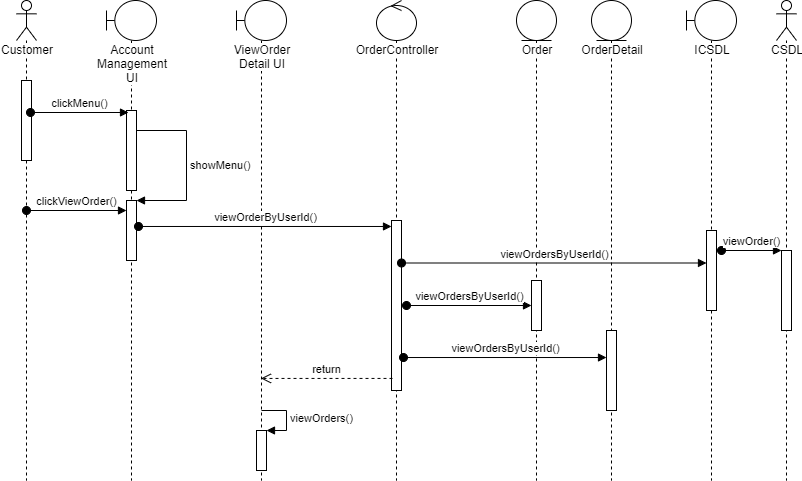 Customer
Account
Management
UI
ViewOrder
Detail UI
OrderController
Order
OrderDetail
ICSDL
CSDL
clickMenu()
showMenu()
clickViewOrder()
viewOrderByUserId()
viewOrder()
viewOrdersByUserId()
viewOrdersByUserId()
viewOrdersByUserId()
return
viewOrders()